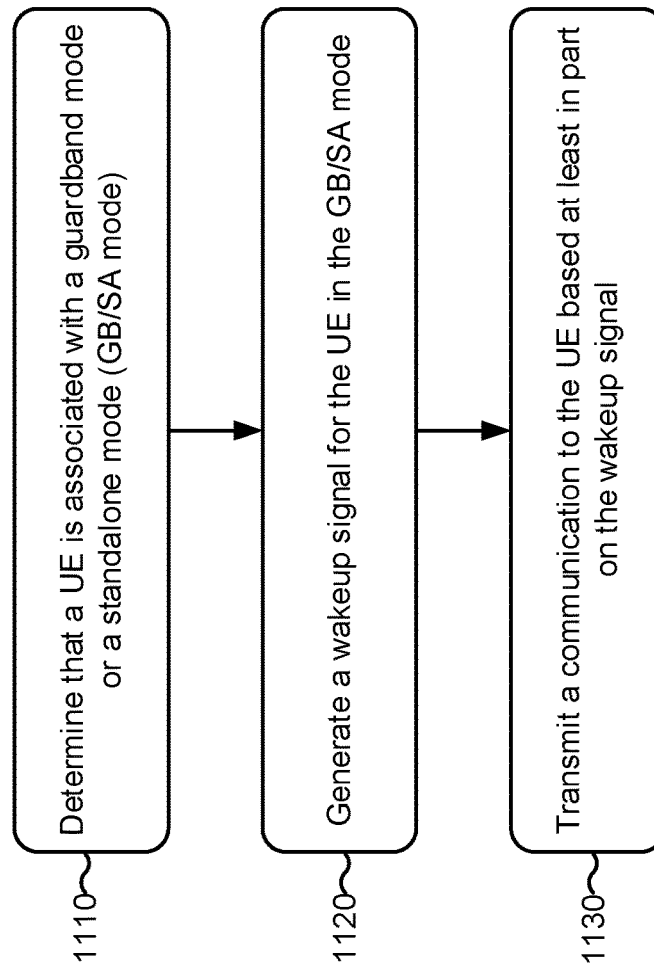 1110
Determine that a UE is associated with a guardband mode
or a standalone mode (GB/SA mode)
1120
Generate a wakeup signal for the UE in the GB/SA mode
1130
Transmit a communication to the UE based at least in part
on the wakeup signal